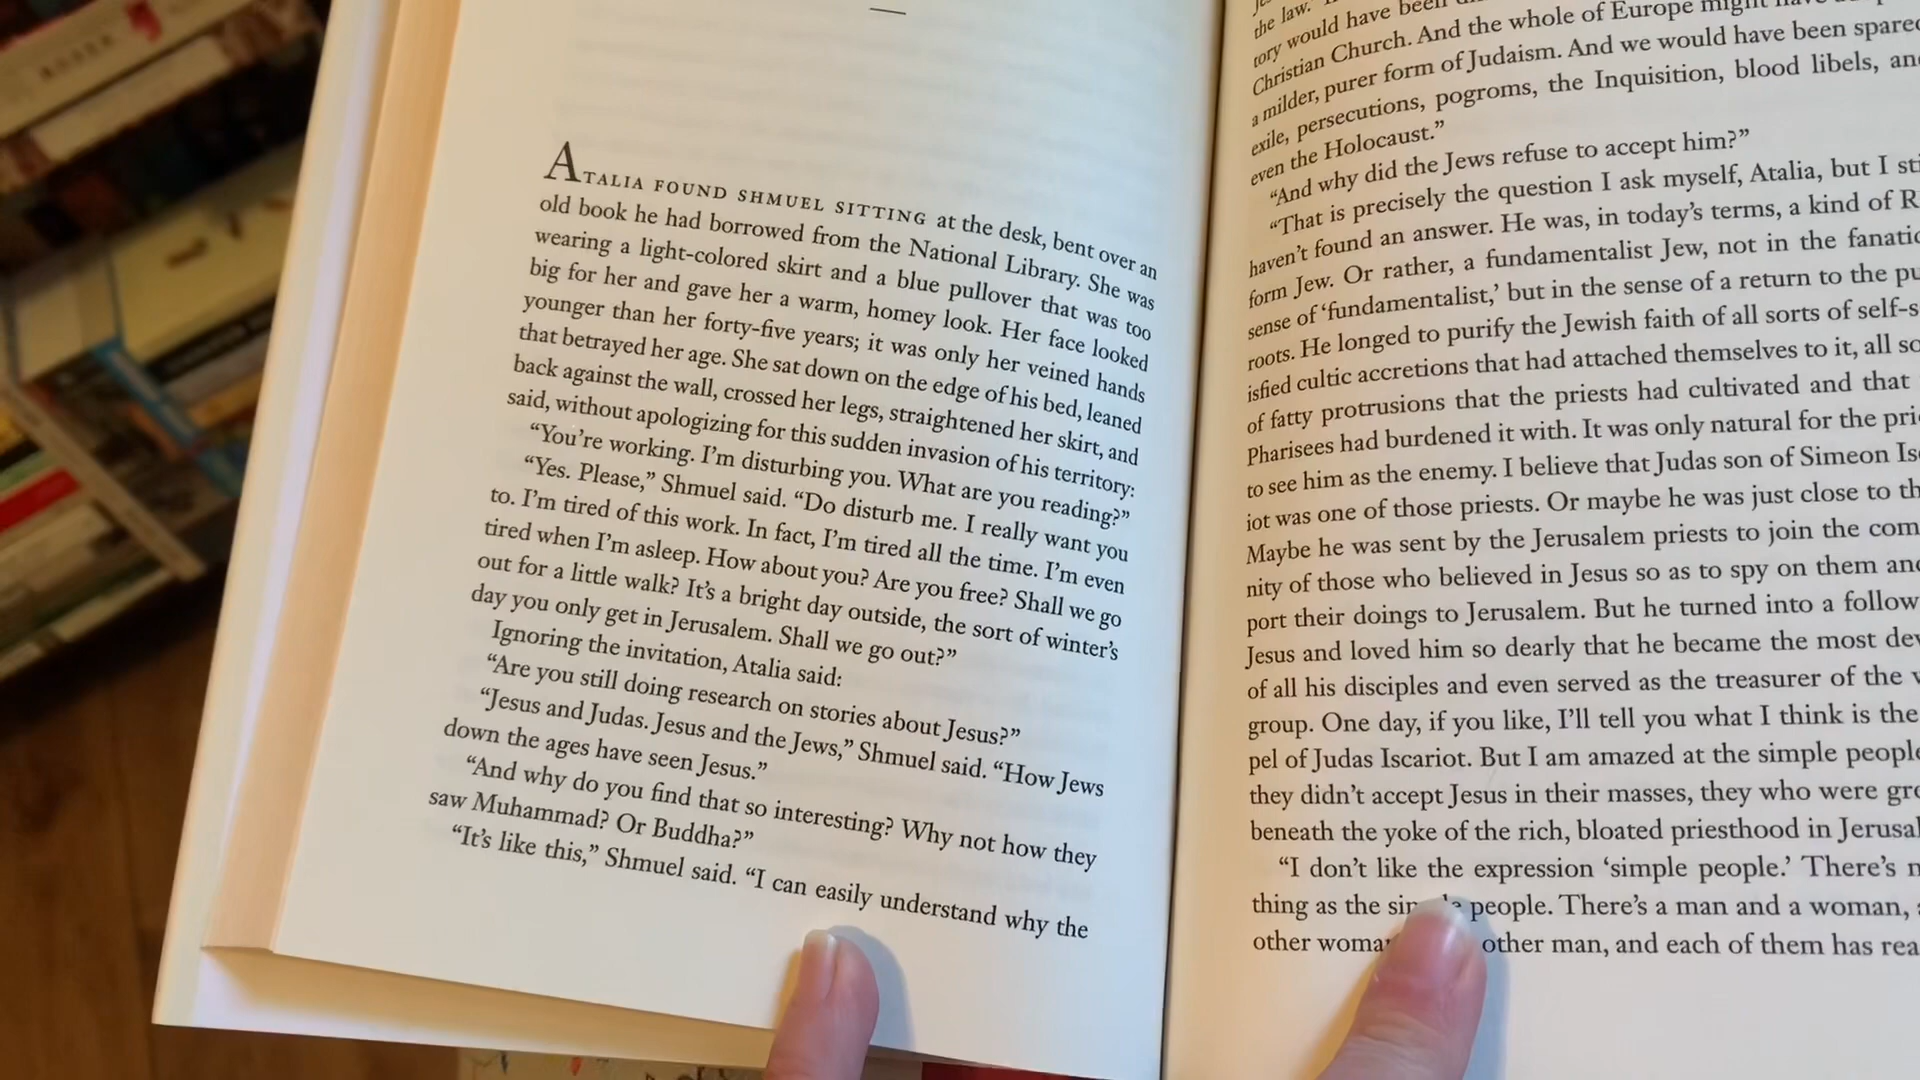 ATALIA FOUND SHMUEL SITTING at the desk, bent over an
old book he had borrowed from the National Library. She was
wearing a light-colored skirt and a blue pullover that was too
big for her and gave her a warm, homey look. Her face looked
younger than her forty-five years; it was only her veined hands
that betrayed her age. She sat down on the edge of his bed, leaned
back against the wall, crossed her legs, straightened her skirt, and
said, without apologizing for this sudden invasion of his territory:
“You’re working. I’m disturbing you. What are you reading?”
“Yes. Please,” Shmuel said. “Do disturb me. I really want you
to. I’m tired of this work. In fact, I’m tired all the time. I’m even
tired when I’m asleep. How about you? Are you free? Shall we go
out for a little walk? It’s a bright day outside, the sort of winter’s
day you only get in Jerusalem. Shall we go out?”
Ignoring the invitation, Atalia said:
“Are you still doing research on stories about Jesus?”
“Jesus and Judas. Jesus and the Jews,” Shmuel said. “How Jews
down the ages have seen Jesus.”
“And why do you find that so interesting? Why not how they
saw Muhammad? Or Buddha?”
“It’s like this,” Shmuel said. “I can easily understand why the
the law.
tory would have been
Christian Church. And the whole of Europe might have
a milder, purer form of Judaism. And we would have been spared
exile, persecutions, pogroms, the Inquisition, blood libels, and
even the Holocaust.”
“And why did the Jews refuse to accept him?”
“That is precisely the question I ask myself, Atalia, but I sti
haven’t found an answer. He was, in today’s terms, a kind of R
form Jew. Or rather, a fundamentalist Jew, not in the fanatic
sense of ‘fundamentalist,’ but in the sense of a return to the pu
roots. He longed to purify the Jewish faith of all sorts of self-s
isfied cultic accretions that had attached themselves to it, all so
of fatty protrusions that the priests had cultivated and that
Pharisees had burdened it with. It was only natural for the pri
to see him as the enemy. I believe that Judas son of Simeon Is
iot was one of those priests. Or maybe he was just close to th
Maybe he was sent by the Jerusalem priests to join the com
nity of those who believed in Jesus so as to spy on them and
port their doings to Jerusalem. But he turned into a follow
Jesus and loved him so dearly that he became the most dev
of all his disciples and even served as the treasurer of the
group. One day, if you like, I’ll tell you what I think is the
pel of Judas Iscariot. But I am amazed at the simple people
they didn’t accept Jesus in their masses, they who were gro
beneath the yoke of the rich, bloated priesthood in Jerusal
“I don’t like the expression ‘simple people.’ There’s n
thing as the people. There’s a man and a woman,
other other man, and each of them has rea